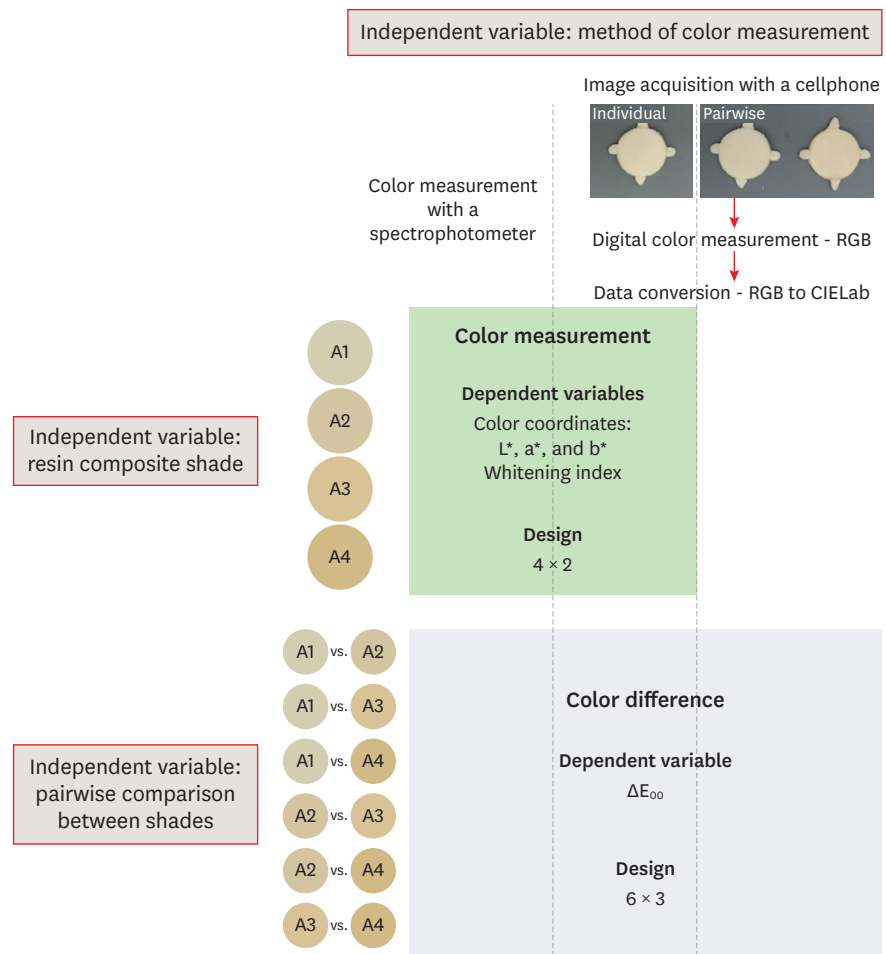 Independent variable: method of color measurement
Image acquisition with a cellphone
Individual
Pairwise
Color measurement
with a
spectrophotometer
Digital color measurement - RGB
Data conversion - RGB to CIELab
Independent variable:
resin composite shade
A1
A2
A3
A4
Color measurement
Dependent variables
Color coordinates:
L*, a*, and b*
Whitening index
Design
4 × 2
Independent variable:
pairwise comparison
between shades
A1 vs. A2
A1 vs. A3
A1 vs. A4
A2 vs. A3
A2 vs. A4
A3 vs. A4
Color difference
Dependent variable
ΔE₀₀
Design
6 × 3